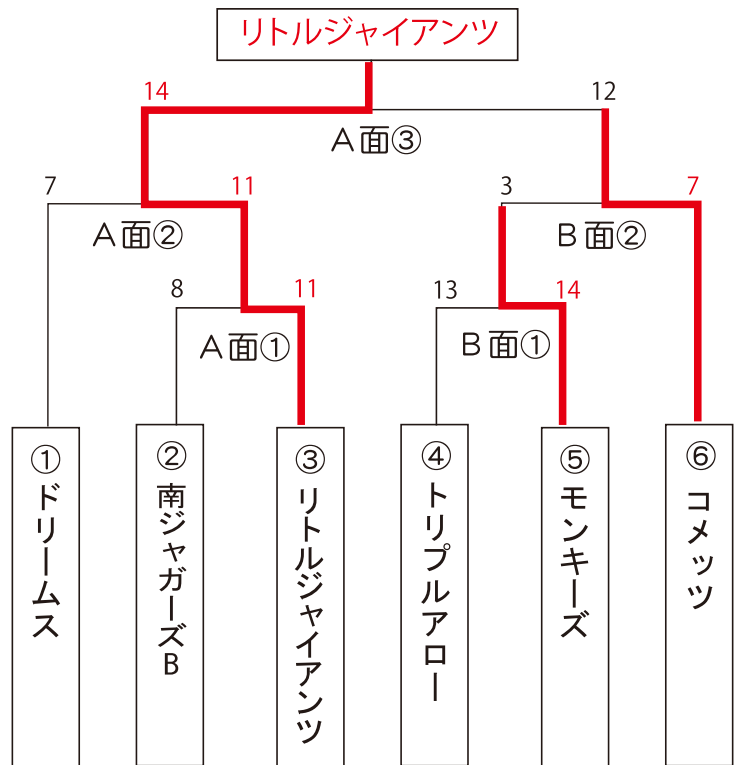 リトルジャイアンツ
14
12
A面③
7
11
3
7
A面②
B面②
8
11
13
14
A面①
B面①
①ドリームス
②南ジャガーズB
③リトルジャイアンツ
④トリプルアロー
⑤モンキーズ
⑥コメッツ